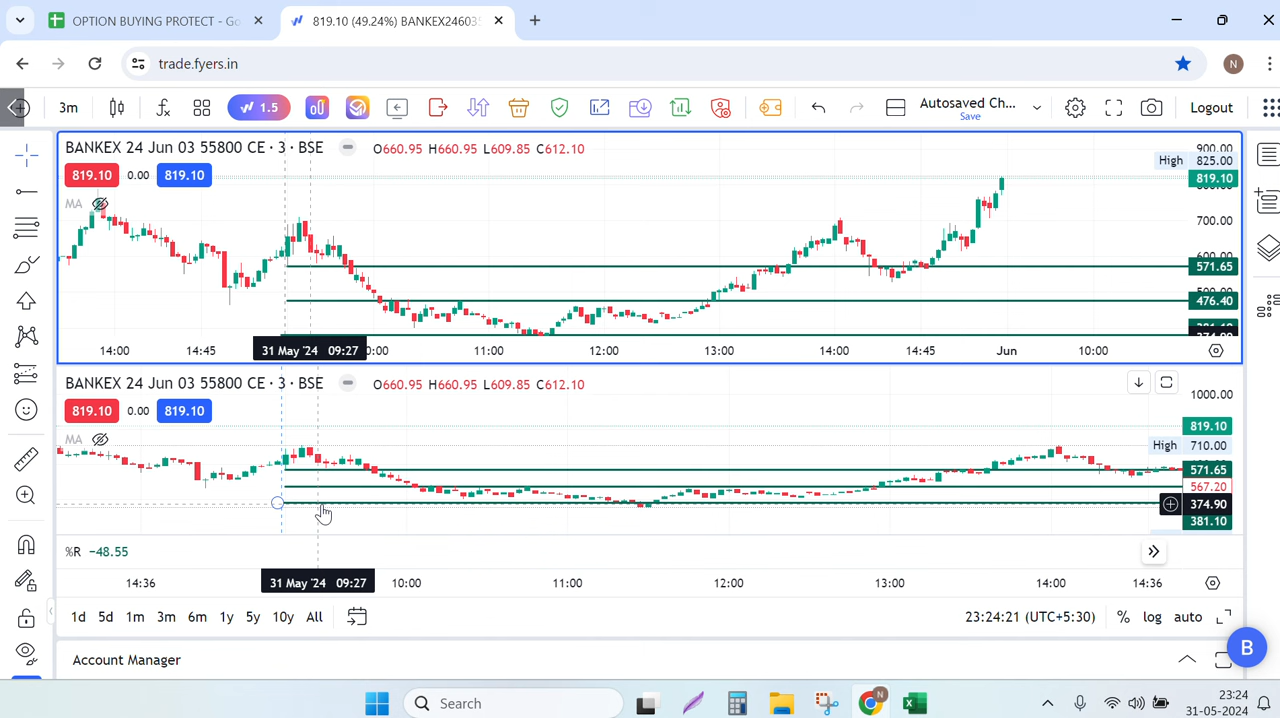 OPTION BUYING PROTECT - Go
819.10 (49.24%) BANKEX24603
trade.fyers.in
N
3m
1.5
Autosaved Ch...
Save
Logout
BANKEX 24 Jun 03 55800 CE · 3 · BSE
O660.95 H660.95 L609.85 C612.10
819.10 0.00 819.10
MA
900.00
High 825.00
819.10
700.00
571.65
476.40
14:00 14:45 31 May '24 09:27 11:00 12:00 13:00 14:00 14:45 Jun 10:00
BANKEX 24 Jun 03 55800 CE · 3 · BSE
O660.95 H660.95 L609.85 C612.10
819.10 0.00 819.10
MA
1000.00
819.10
High 710.00
571.65
567.20
374.90
381.10
%R −48.55
14:36 31 May '24 09:27 10:00 11:00 12:00 13:00 14:00 14:36
1d 5d 1m 3m 6m 1y 5y 10y All
23:24:21 (UTC+5:30) % log auto
B
Account Manager
Search
N
23:24
31-05-2024